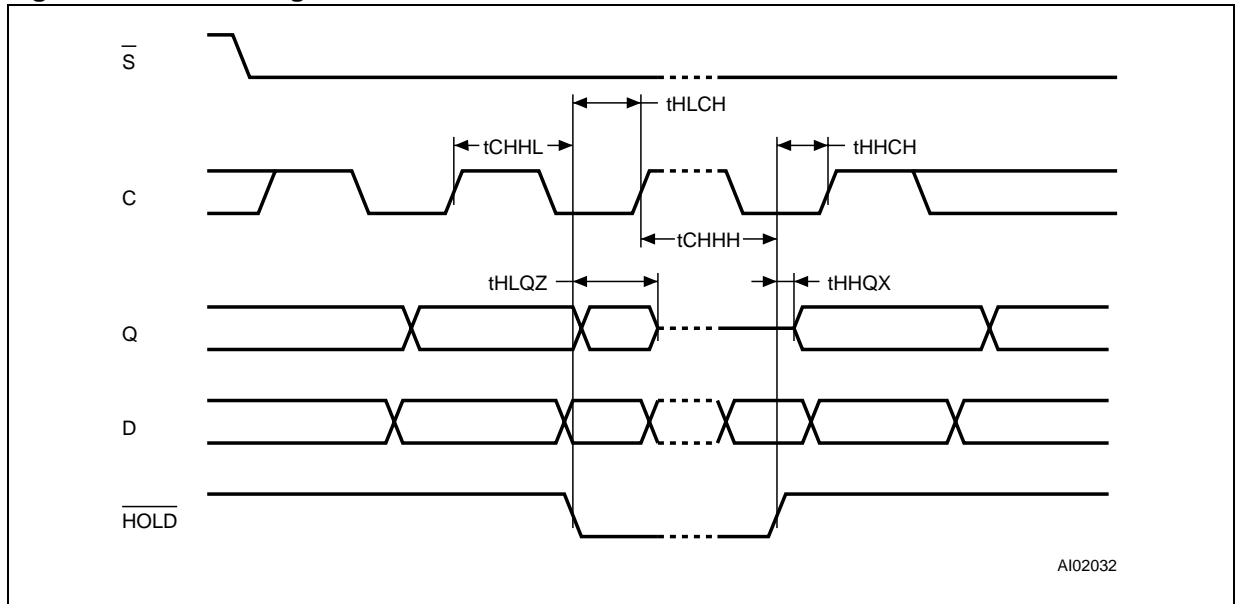 S
tHLCH
tCHHL
tHHCH
C
tCHHH
tHLQZ
tHHQX
Q
D
HOLD
AI02032